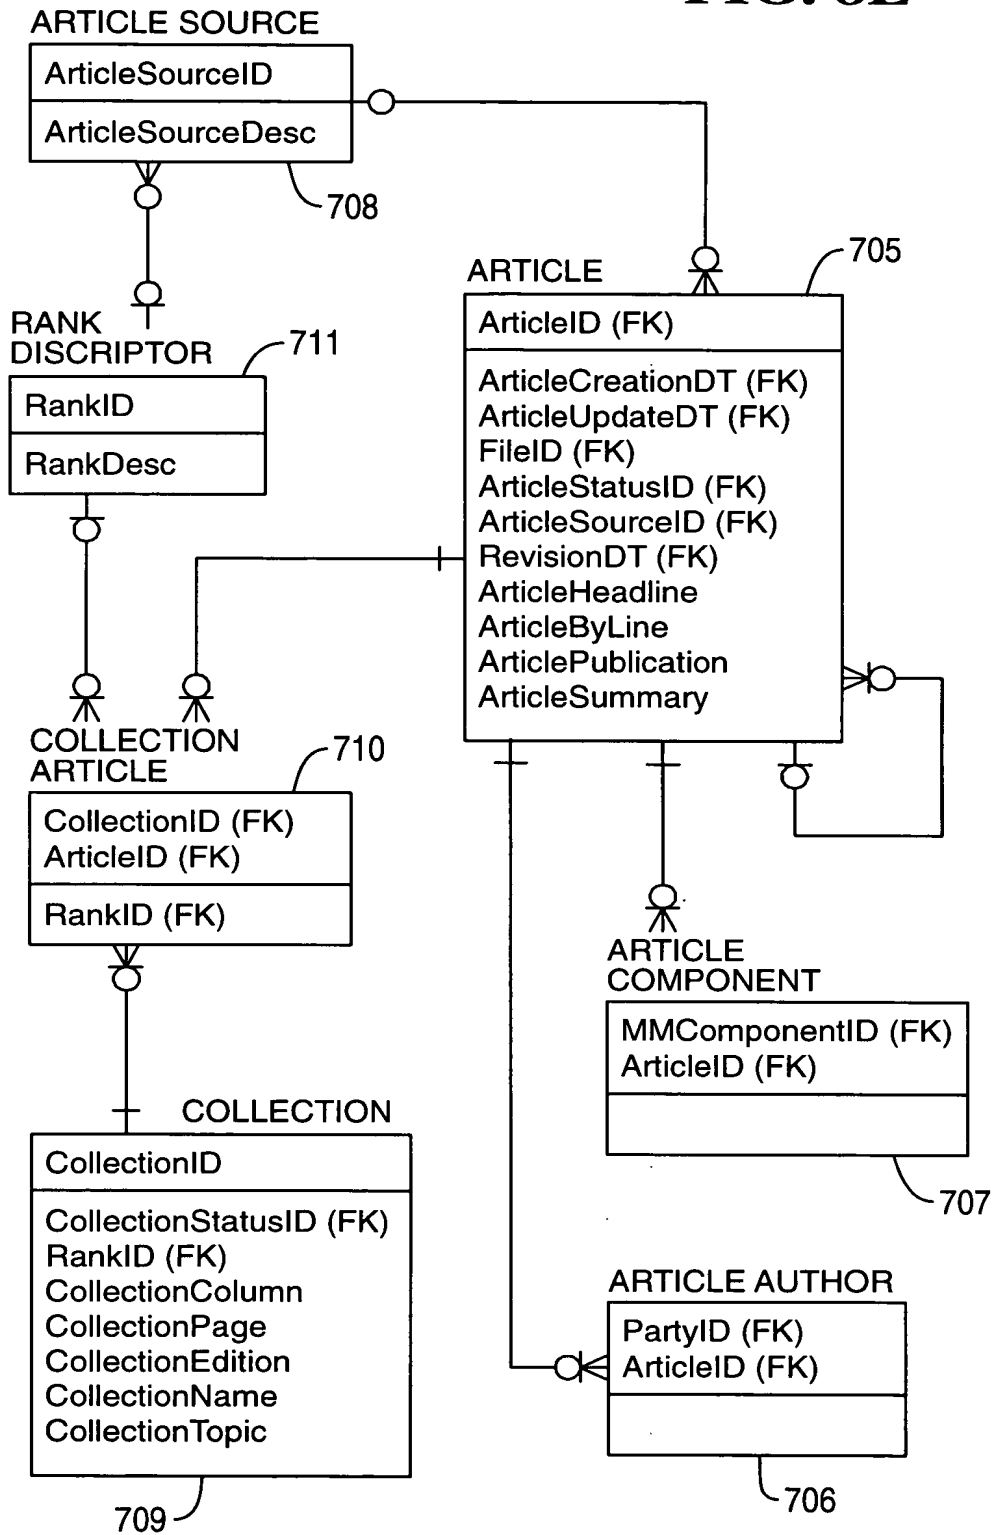 ARTICLE SOURCE
ArticleSourceID
ArticleSourceDesc
708
RANK
DISCRIPTOR
711
RankID
RankDesc
ARTICLE
705
ArticleID (FK)
ArticleCreationDT (FK)
ArticleUpdateDT (FK)
FileID (FK)
ArticleStatusID (FK)
ArticleSourceID (FK)
RevisionDT (FK)
ArticleHeadline
ArticleByLine
ArticlePublication
ArticleSummary
COLLECTION
ARTICLE
710
CollectionID (FK)
ArticleID (FK)
RankID (FK)
ARTICLE
COMPONENT
MMComponentID (FK)
ArticleID (FK)
707
COLLECTION
CollectionID
CollectionStatusID (FK)
RankID (FK)
CollectionColumn
CollectionPage
CollectionEdition
CollectionName
CollectionTopic
709
ARTICLE AUTHOR
PartyID (FK)
ArticleID (FK)
706